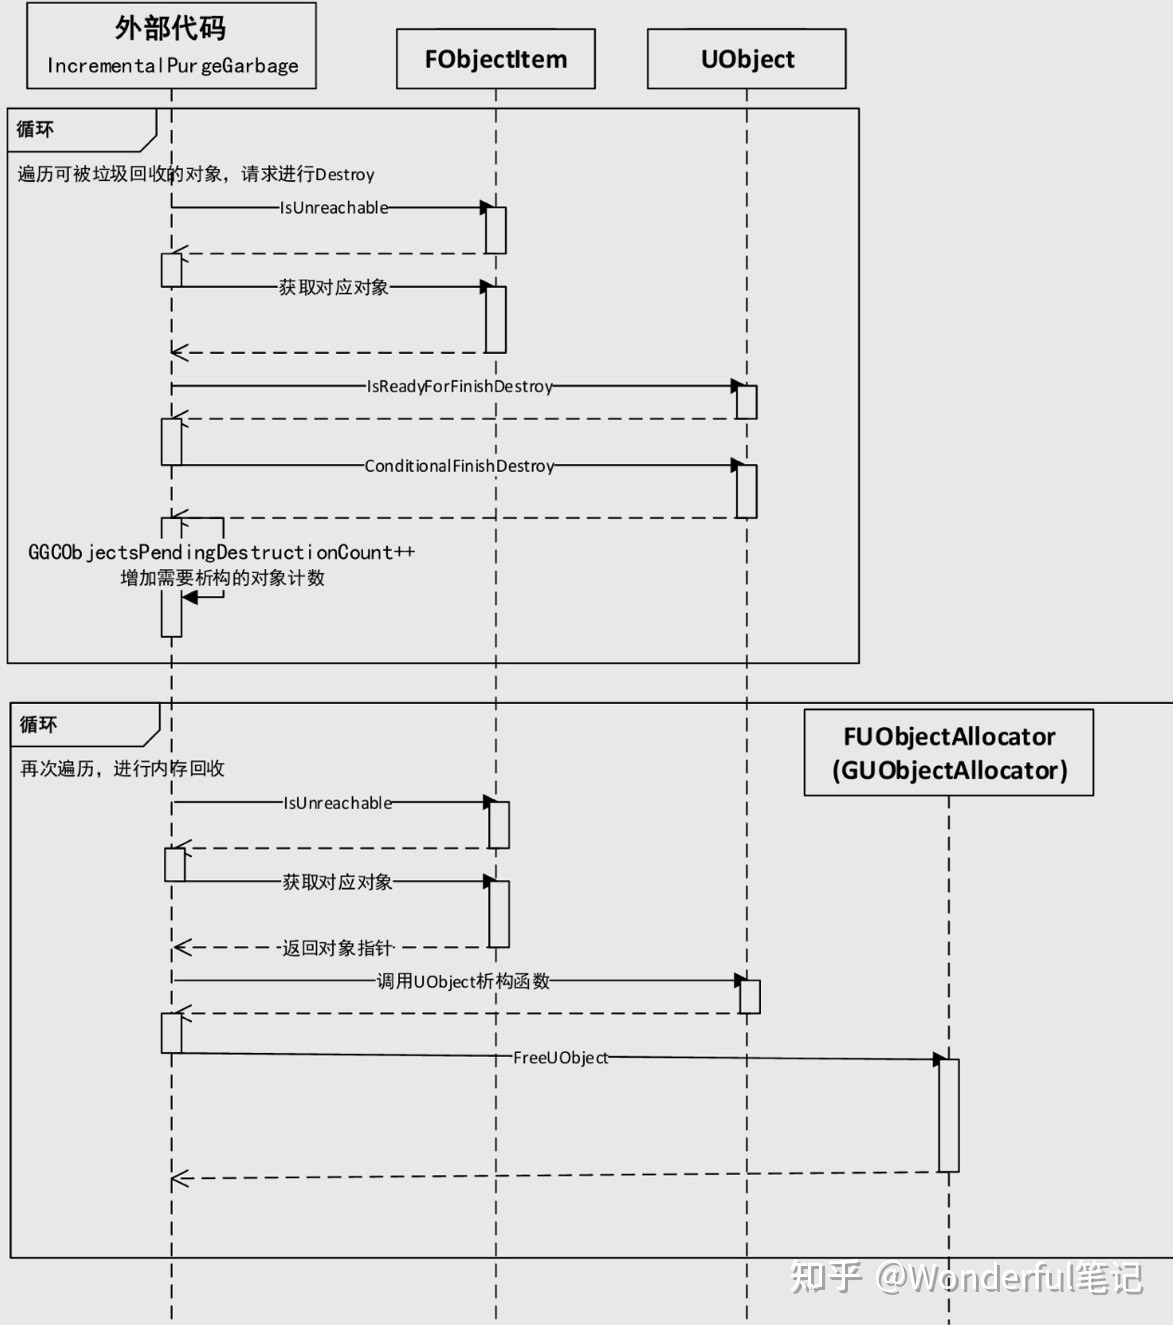 外部代码
IncrementalPurgeGarbage
FObjectItem
UObject
循环
遍历可被垃圾回收的对象，请求进行Destroy
IsUnreachable
获取对应对象
IsReadyForFinishDestroy
ConditionalFinishDestroy
GGCObjectsPendingDestructionCount++
增加需要析构的对象计数
循环
FUObjectAllocator
(GUObjectAllocator)
再次遍历，进行内存回收
IsUnreachable
获取对应对象
返回对象指针
调用UObject析构函数
FreeUObject
知乎 @Wonderful笔记